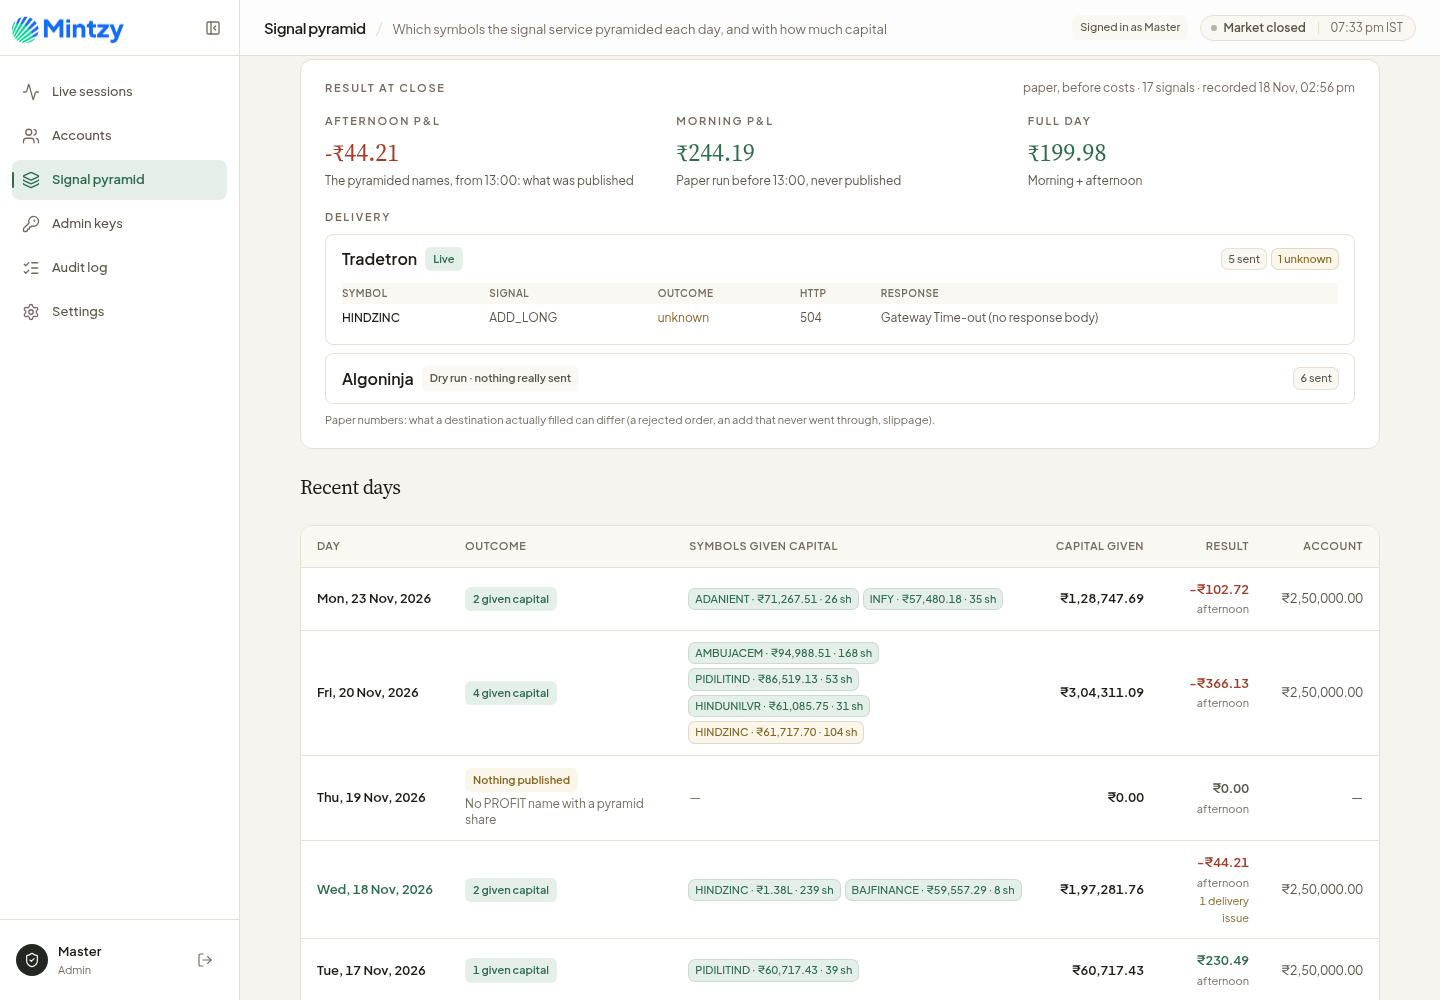 Mintzy
Signal pyramid / Which symbols the signal service pyramided each day, and with how much capital
Signed in as Master
Market closed
07:33 pm IST
Live sessions
Accounts
Signal pyramid
Admin keys
Audit log
Settings
Master
Admin
RESULT AT CLOSE
paper, before costs · 17 signals · recorded 18 Nov, 02:56 pm
AFTERNOON P&L
-₹44.21
The pyramided names, from 13:00: what was published
MORNING P&L
₹244.19
Paper run before 13:00, never published
FULL DAY
₹199.98
Morning + afternoon
DELIVERY
Tradetron Live
5 sent 1 unknown
SYMBOL SIGNAL OUTCOME HTTP RESPONSE
HINDZINC ADD_LONG unknown 504 Gateway Time-out (no response body)
Algoninja Dry run · nothing really sent
6 sent
Paper numbers: what a destination actually filled can differ (a rejected order, an add that never went through, slippage).
Recent days
DAY OUTCOME SYMBOLS GIVEN CAPITAL CAPITAL GIVEN RESULT ACCOUNT
Mon, 23 Nov, 2026
2 given capital
ADANIENT · ₹71,267.51 · 26 sh INFY · ₹57,480.18 · 35 sh
₹1,28,747.69
-₹102.72
afternoon
₹2,50,000.00
Fri, 20 Nov, 2026
4 given capital
AMBUJACEM · ₹94,988.51 · 168 sh
PIDILITIND · ₹86,519.13 · 53 sh
HINDUNILVR · ₹61,085.75 · 31 sh
HINDZINC · ₹61,717.70 · 104 sh
₹3,04,311.09
-₹366.13
afternoon
₹2,50,000.00
Thu, 19 Nov, 2026
Nothing published
No PROFIT name with a pyramid
share
—
₹0.00
₹0.00
afternoon
—
Wed, 18 Nov, 2026
2 given capital
HINDZINC · ₹1.38L · 239 sh BAJFINANCE · ₹59,557.29 · 8 sh
₹1,97,281.76
-₹44.21
afternoon
1 delivery
issue
₹2,50,000.00
Tue, 17 Nov, 2026
1 given capital
PIDILITIND · ₹60,717.43 · 39 sh
₹60,717.43
₹230.49
afternoon
₹2,50,000.00